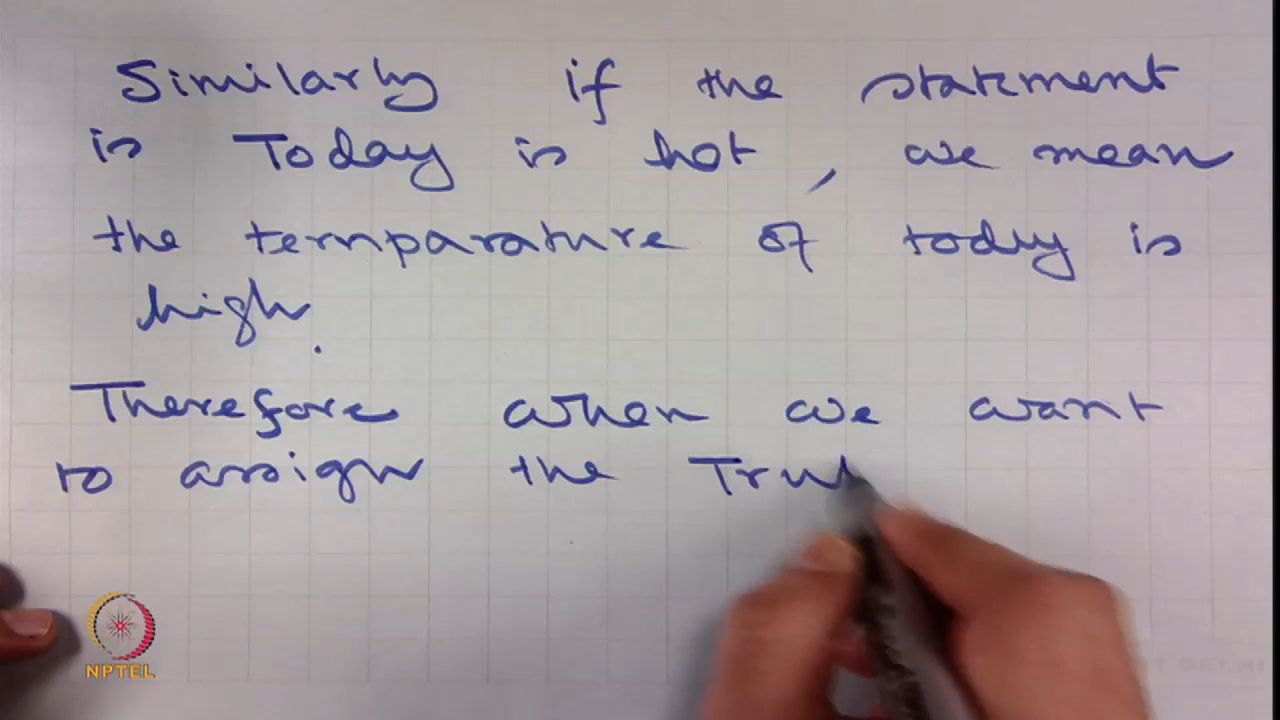 Similarly if the statement
is Today is hot, we mean
the temparature of today is
high.
Therefore when we want
to assign the Trut
NPTEL